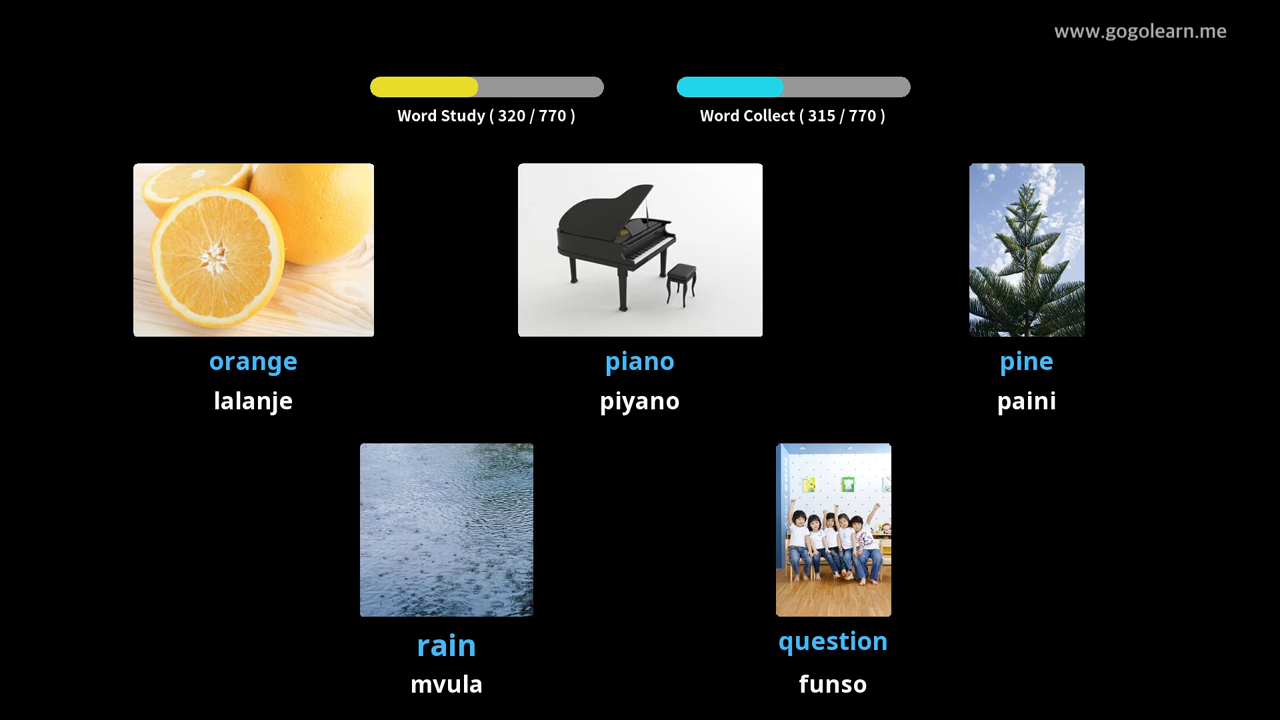 www.gogolearn.me
Word Study ( 320 / 770 )
Word Collect ( 315 / 770 )
orange
piano
pine
lalanje
piyano
paini
rain
question
mvula
funso